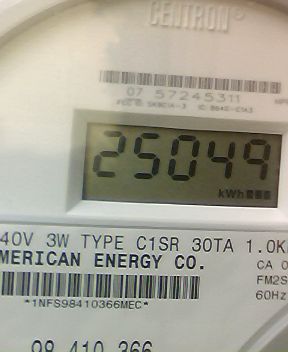 CENTRON®
07 57245311
25049
kWh
40V 3W TYPE C1SR 30TA 1.0K
MERICAN ENERGY CO.
CA 0
FM2S
60Hz
*1NFS98410366MEC*
98 410 366